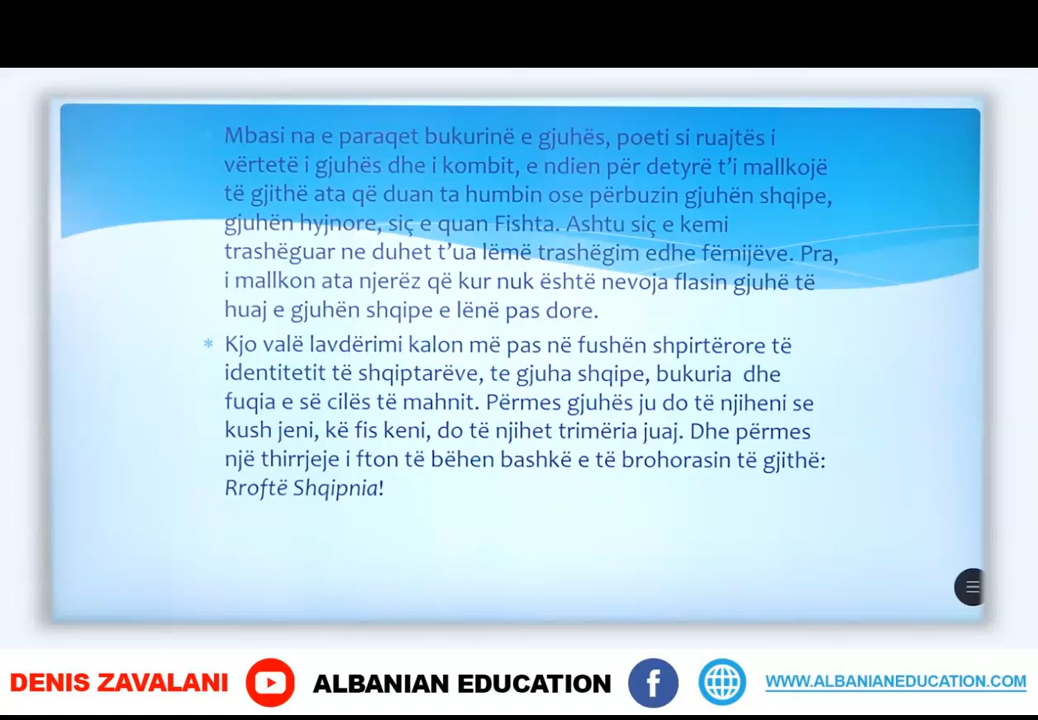 Mbasi na e paraqet bukurinë e gjuhës, poeti si ruajtës i
vërtetë i gjuhës dhe i kombit, e ndien për detyrë t’i mallkojë
të gjithë ata që duan ta humbin ose përbuzin gjuhën shqipe,
gjuhën hyjnore, siç e quan Fishta. Ashtu siç e kemi
trashëguar ne duhet t’ua lëmë trashëgim edhe fëmijëve. Pra,
i mallkon ata njerëz që kur nuk është nevoja flasin gjuhë të
huaj e gjuhën shqipe e lënë pas dore.
* Kjo valë lavdërimi kalon më pas në fushën shpirtërore të
identitetit të shqiptarëve, te gjuha shqipe, bukuria dhe
fuqia e së cilës të mahnit. Përmes gjuhës ju do të njiheni se
kush jeni, kë fis keni, do të njihet trimëria juaj. Dhe përmes
një thirrjeje i fton të bëhen bashkë e të brohorasin të gjithë:
Rroftë Shqipnia!
DENIS ZAVALANI ALBANIAN EDUCATION f WWW.ALBANIANEDUCATION.COM